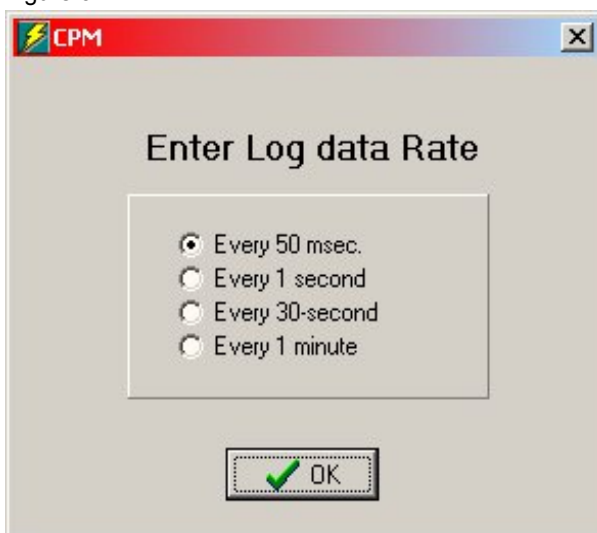 CPM
Enter Log data Rate
Every 50 msec.
Every 1 second
Every 30-second
Every 1 minute
OK